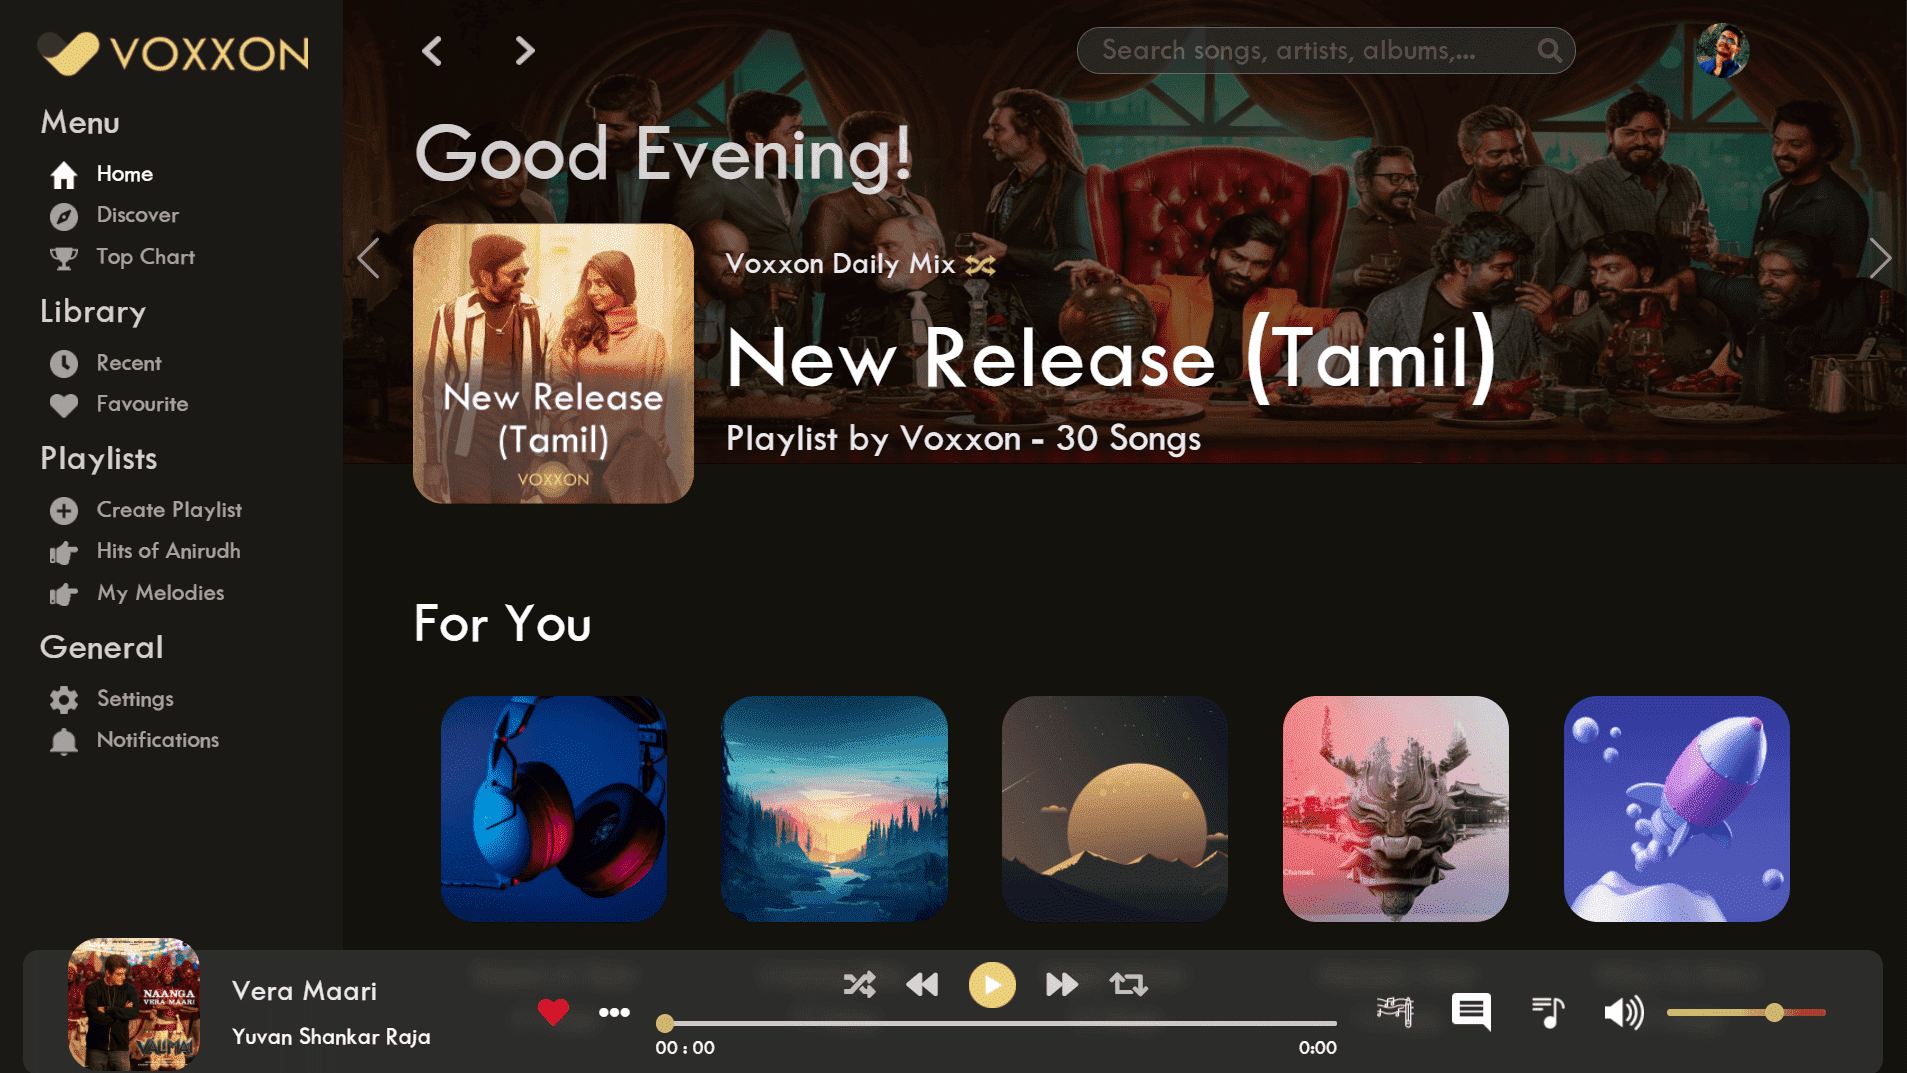 VOXXON
Menu
Home
Discover
Top Chart
Library
Recent
Favourite
Playlists
Create Playlist
Hits of Anirudh
My Melodies
General
Settings
Notifications
Search songs, artists, albums,...
Good Evening!
New Release
(Tamil)
VOXXON
Voxxon Daily Mix
New Release (Tamil)
Playlist by Voxxon - 30 Songs
For You
Channel
NAANGA
VERA MAARI
VALIMAI
Vera Maari
Yuvan Shankar Raja
00 : 00
0:00